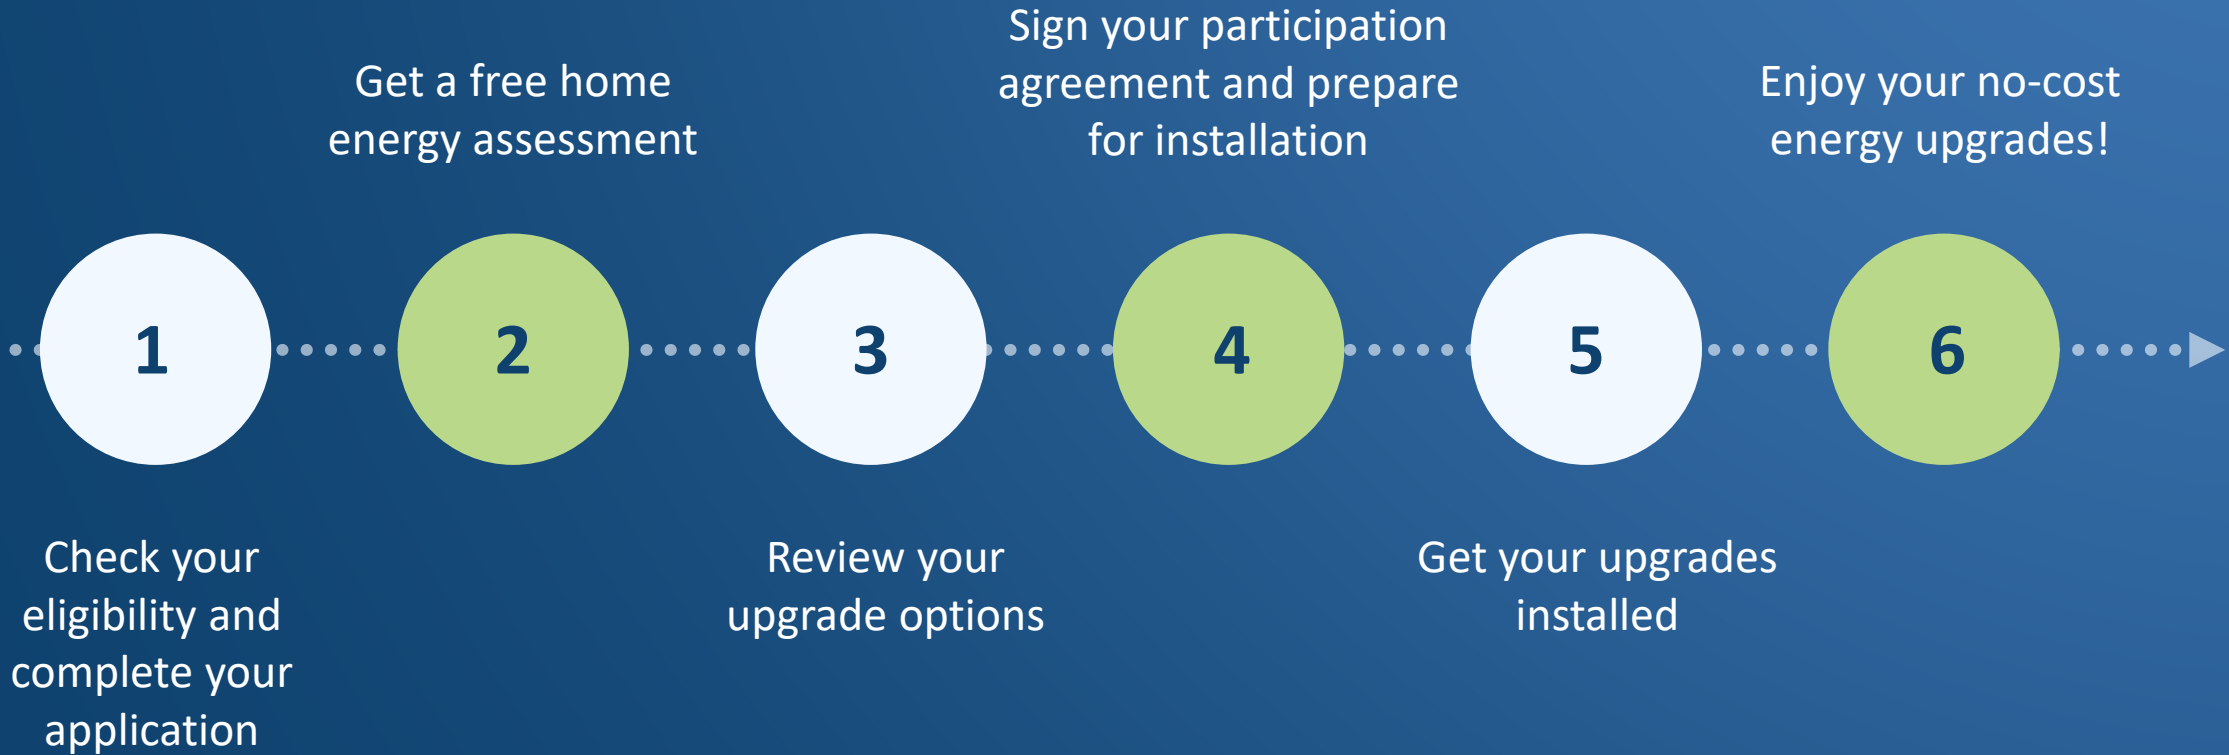 1
Check your
eligibility and
complete your
application
2
Get a free home
energy assessment
3
Review your
upgrade options
4
Sign your participation
agreement and prepare
for installation
5
Get your upgrades
installed
6
Enjoy your no-cost
energy upgrades!